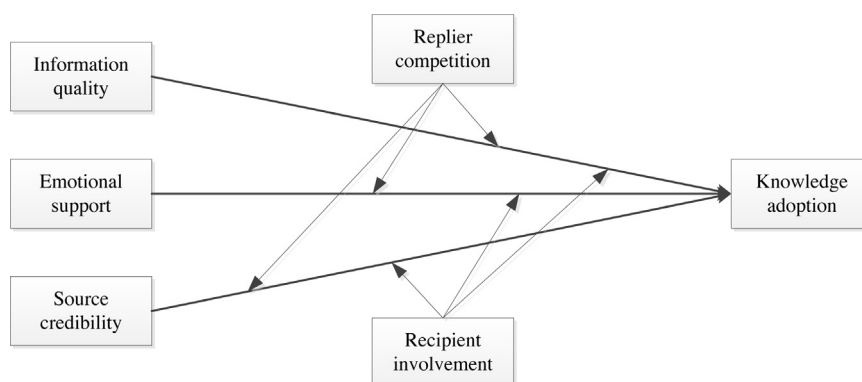 Replier
competition
Information
quality
Emotional
support
Knowledge
adoption
Source
credibility
Recipient
involvement